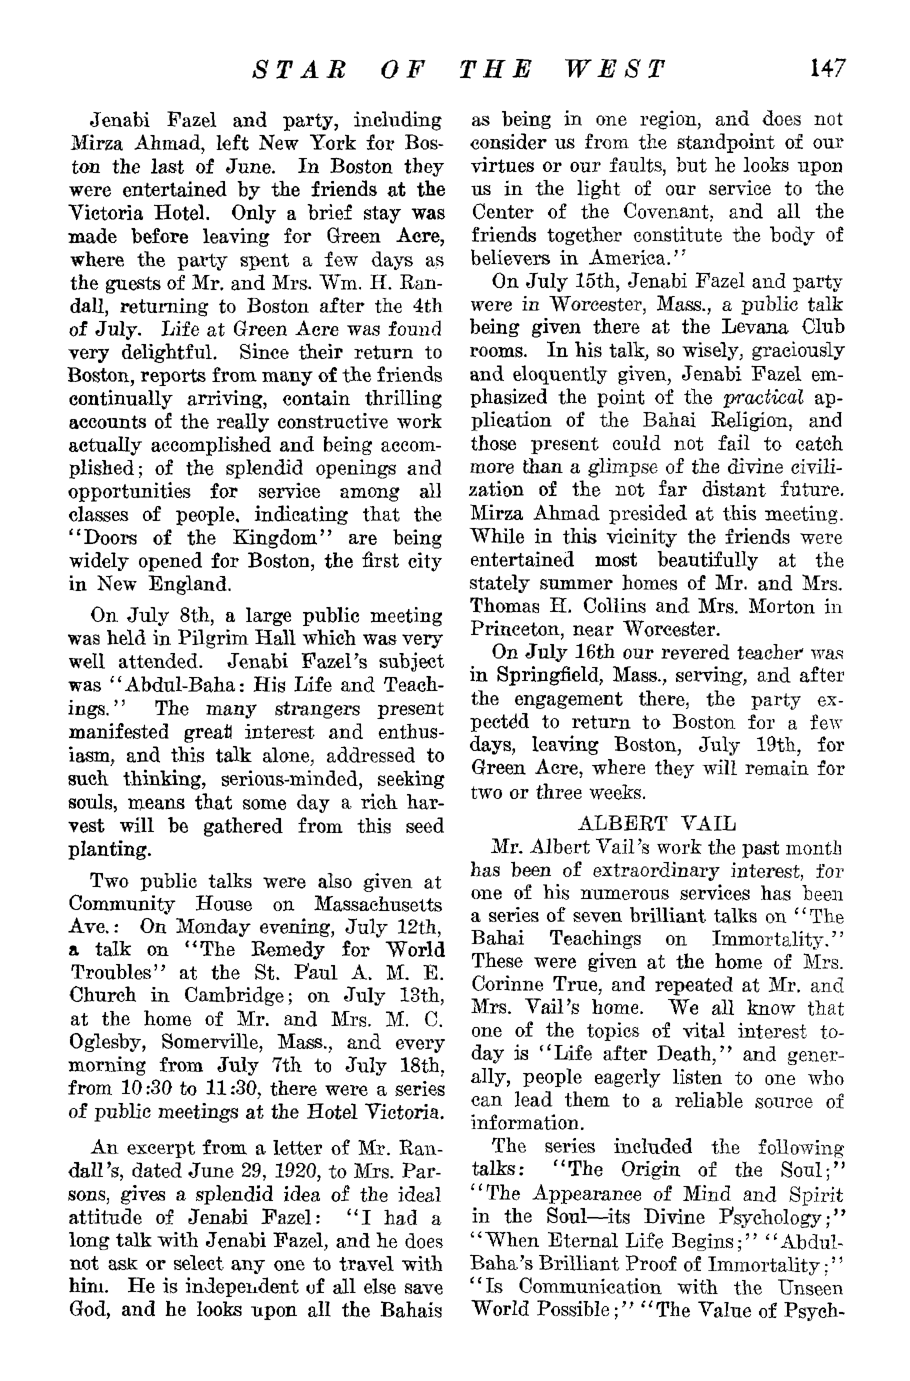 STAR OF THE WEST 147
Jenabi Fazel and party, including
Mirza Ahmad, left New York for Bos-
ton the last of June. In Boston they
were entertained by the friends at the
Victoria Hotel. Only a brief stay was
made before leaving for Green Acre,
where the party spent a few days as
the guests of Mr. and Mrs. Wm. H. Ran-
dall, returning to Boston after the 4th
of July. Life at Green Acre was found
very delightful. Since their return to
Boston, reports from many of the friends
continually arriving, contain thrilling
accounts of the really constructive work
actually accomplished and being accom-
plished; of the splendid openings and
opportunities for service among all
classes of people, indicating that the
"Doors of the Kingdom" are being
widely opened for Boston, the first city
in New England.
On July 8th, a large public meeting
was held in Pilgrim Hall which was very
well attended. Jenabi Fazel's subject
was "Abdul-Baha: His Life and Teach-
ings." The many strangers present
manifested great interest and enthus-
iasm, and this talk alone, addressed to
such thinking, serious-minded, seeking
souls, means that some day a rich har-
vest will be gathered from this seed
planting.
Two public talks were also given at
Community House on Massachusetts
Ave.: On Monday evening, July 12th,
a talk on "The Remedy for World
Troubles" at the St. Paul A. M. E.
Church in Cambridge; on July 13th,
at the home of Mr. and Mrs. M. C.
Oglesby, Somerville, Mass., and every
morning from July 7th to July 18th,
from 10:30 to 11:30, there were a series
of public meetings at the Hotel Victoria.
An excerpt from a letter of Mr. Ran-
dall's, dated June 29, 1920, to Mrs. Par-
sons, gives a splendid idea of the ideal
attitude of Jenabi Fazel: "I had a
long talk with Jenabi Fazel, and he does
not ask or select any one to travel with
him. He is independent of all else save
God, and he looks upon all the Bahais
as being in one region, and does not
consider us from the standpoint of our
virtues or our faults, but he looks upon
us in the light of our service to the
Center of the Covenant, and all the
friends together constitute the body of
believers in America."
On July 15th, Jenabi Fazel and party
were in Worcester, Mass., a public talk
being given there at the Levana Club
rooms. In his talk, so wisely, graciously
and eloquently given, Jenabi Fazel em-
phasized the point of the practical ap-
plication of the Bahai Religion, and
those present could not fail to catch
more than a glimpse of the divine civili-
zation of the not far distant future.
Mirza Ahmad presided at this meeting.
While in this vicinity the friends were
entertained most beautifully at the
stately summer homes of Mr. and Mrs.
Thomas H. Collins and Mrs. Morton in
Princeton, near Worcester.
On July 16th our revered teacher was
in Springfield, Mass., serving, and after
the engagement there, the party ex-
pected to return to Boston for a few
days, leaving Boston, July 19th, for
Green Acre, where they will remain for
two or three weeks.
ALBERT VAIL
Mr. Albert Vail's work the past month
has been of extraordinary interest, for
one of his numerous services has been
a series of seven brilliant talks on "The
Bahai Teachings on Immortality."
These were given at the home of Mrs.
Corinne True, and repeated at Mr. and
Mrs. Vail's home. We all know that
one of the topics of vital interest to-
day is "Life after Death," and gener-
ally, people eagerly listen to one who
can lead them to a reliable source of
information.
The series included the following
talks: "The Origin of the Soul;"
"The Appearance of Mind and Spirit
in the Soul—its Divine Psychology;"
"When Eternal Life Begins;" "Abdul-
Baha's Brilliant Proof of Immortality;"
"Is Communication with the Unseen
World Possible;" "The Value of Psych-